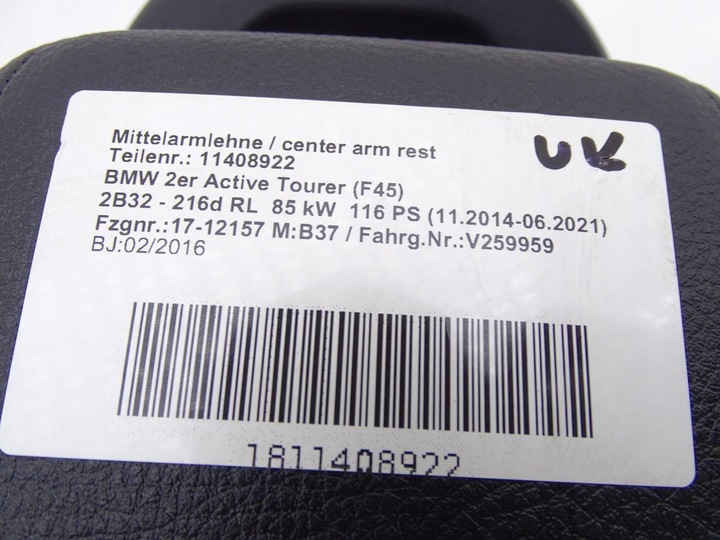 Mittelarmlehne / center arm rest
Teilenr.: 11408922
BMW 2er Active Tourer (F45)
2B32 - 216d RL 85 kW 116 PS (11.2014-06.2021)
Fzgnr.:17-12157 M:B37 / Fahrg.Nr.:V259959
BJ:02/2016
UK
1811408922